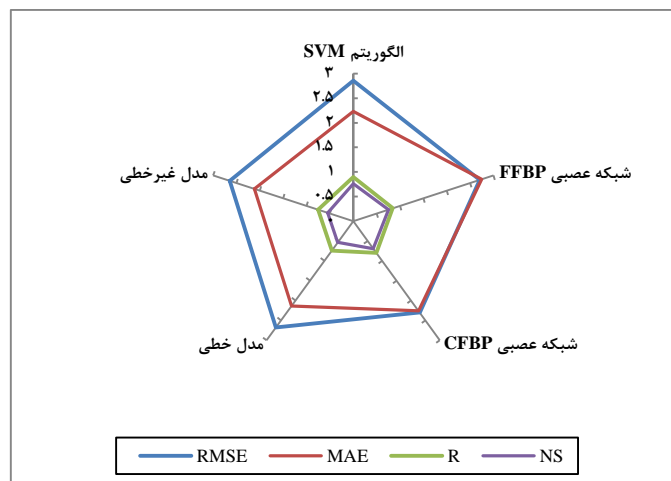 الگوریتم SVM
۳
۲.۵
۲
۱.۵
۱
۰.۵
۰
شبکه عصبی FFBP
شبکه عصبی CFBP
مدل خطی
مدل غیرخطی
RMSE MAE R NS